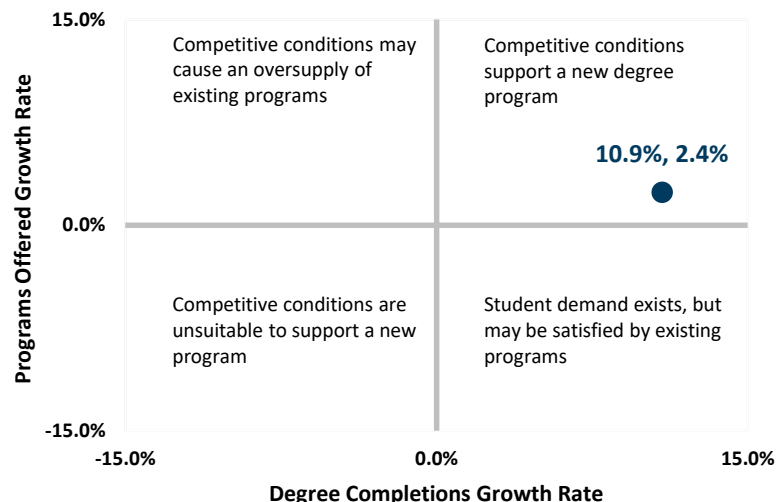 15.0%
Competitive conditions may
cause an oversupply of
existing programs
Competitive conditions
support a new degree
program
10.9%, 2.4%
Programs Offered Growth Rate
0.0%
Competitive conditions are
unsuitable to support a new
program
Student demand exists, but
may be satisfied by existing
programs
-15.0%
-15.0%
0.0%
15.0%
Degree Completions Growth Rate